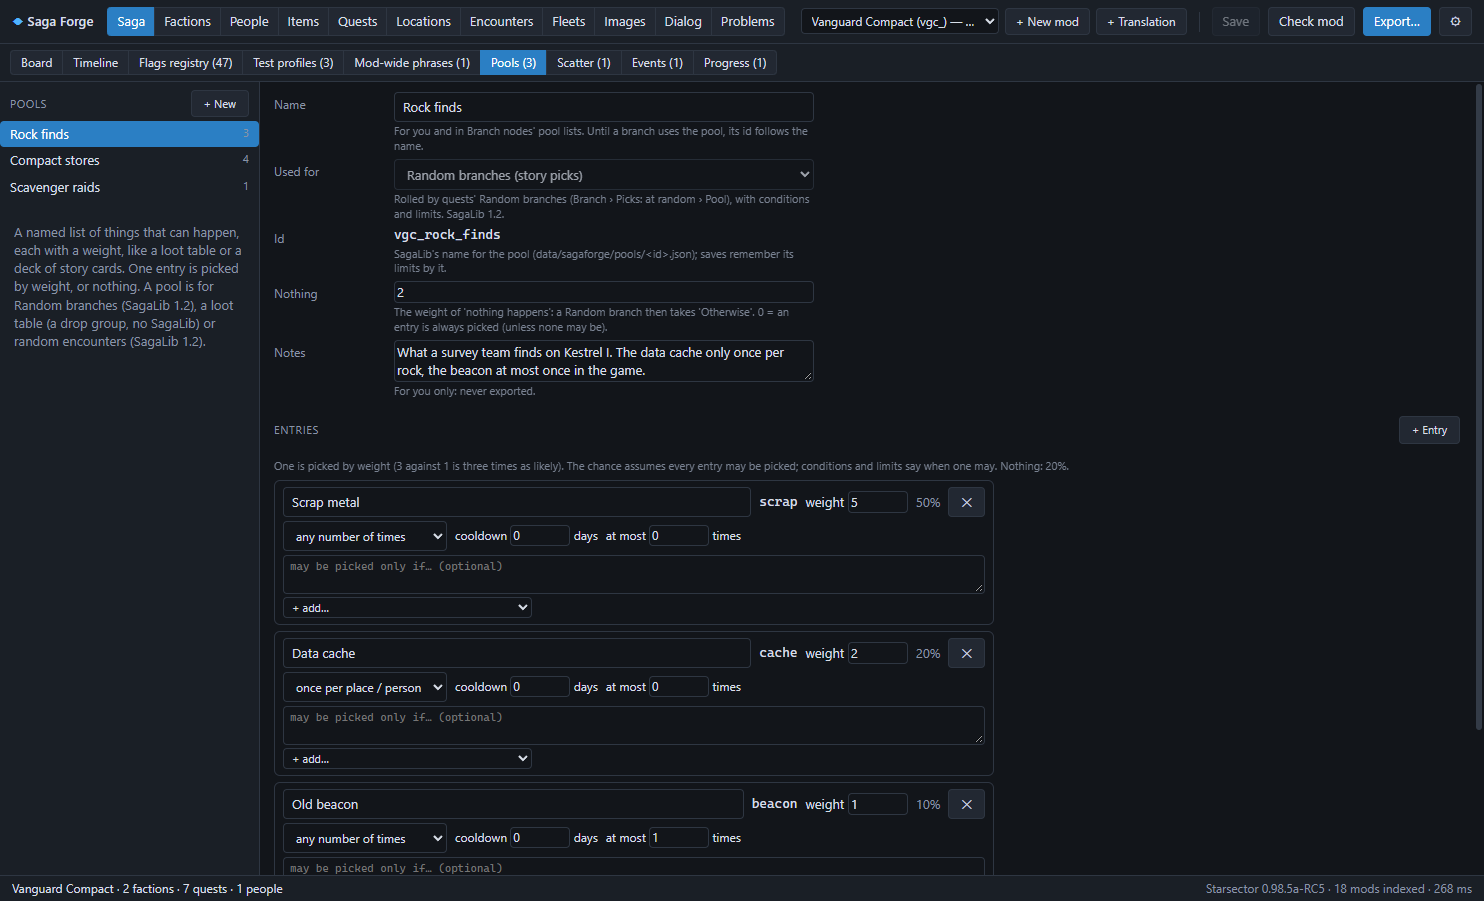 Saga Forge
Saga
Factions
People
Items
Quests
Locations
Encounters
Fleets
Images
Dialog
Problems
Vanguard Compact (vgc_) — ...
+ New mod
+ Translation
Save
Check mod
Export...
Board
Timeline
Flags registry (47)
Test profiles (3)
Mod-wide phrases (1)
Pools (3)
Scatter (1)
Events (1)
Progress (1)
POOLS
+ New
Rock finds 3
Compact stores 4
Scavenger raids 1
A named list of things that can happen,
each with a weight, like a loot table or a
deck of story cards. One entry is picked
by weight, or nothing. A pool is for
Random branches (SagaLib 1.2), a loot
table (a drop group, no SagaLib) or
random encounters (SagaLib 1.2).
Name
Rock finds
For you and in Branch nodes' pool lists. Until a branch uses the pool, its id follows the
name.
Used for
Random branches (story picks)
Rolled by quests' Random branches (Branch › Picks: at random › Pool), with conditions
and limits. SagaLib 1.2.
Id
vgc_rock_finds
SagaLib's name for the pool (data/sagaforge/pools/<id>.json); saves remember its
limits by it.
Nothing
2
The weight of 'nothing happens': a Random branch then takes 'Otherwise'. 0 = an
entry is always picked (unless none may be).
Notes
What a survey team finds on Kestrel I. The data cache only once per
rock, the beacon at most once in the game.
For you only: never exported.
ENTRIES
+ Entry
One is picked by weight (3 against 1 is three times as likely). The chance assumes every entry may be picked; conditions and limits say when one may. Nothing: 20%.
Scrap metal scrap weight 5 50%
any number of times cooldown 0 days at most 0 times
may be picked only if… (optional)
+ add...
Data cache cache weight 2 20%
once per place / person cooldown 0 days at most 0 times
may be picked only if… (optional)
+ add...
Old beacon beacon weight 1 10%
any number of times cooldown 0 days at most 1 times
may be picked only if… (optional)
Vanguard Compact · 2 factions · 7 quests · 1 people
Starsector 0.98.5a-RC5 · 18 mods indexed · 268 ms